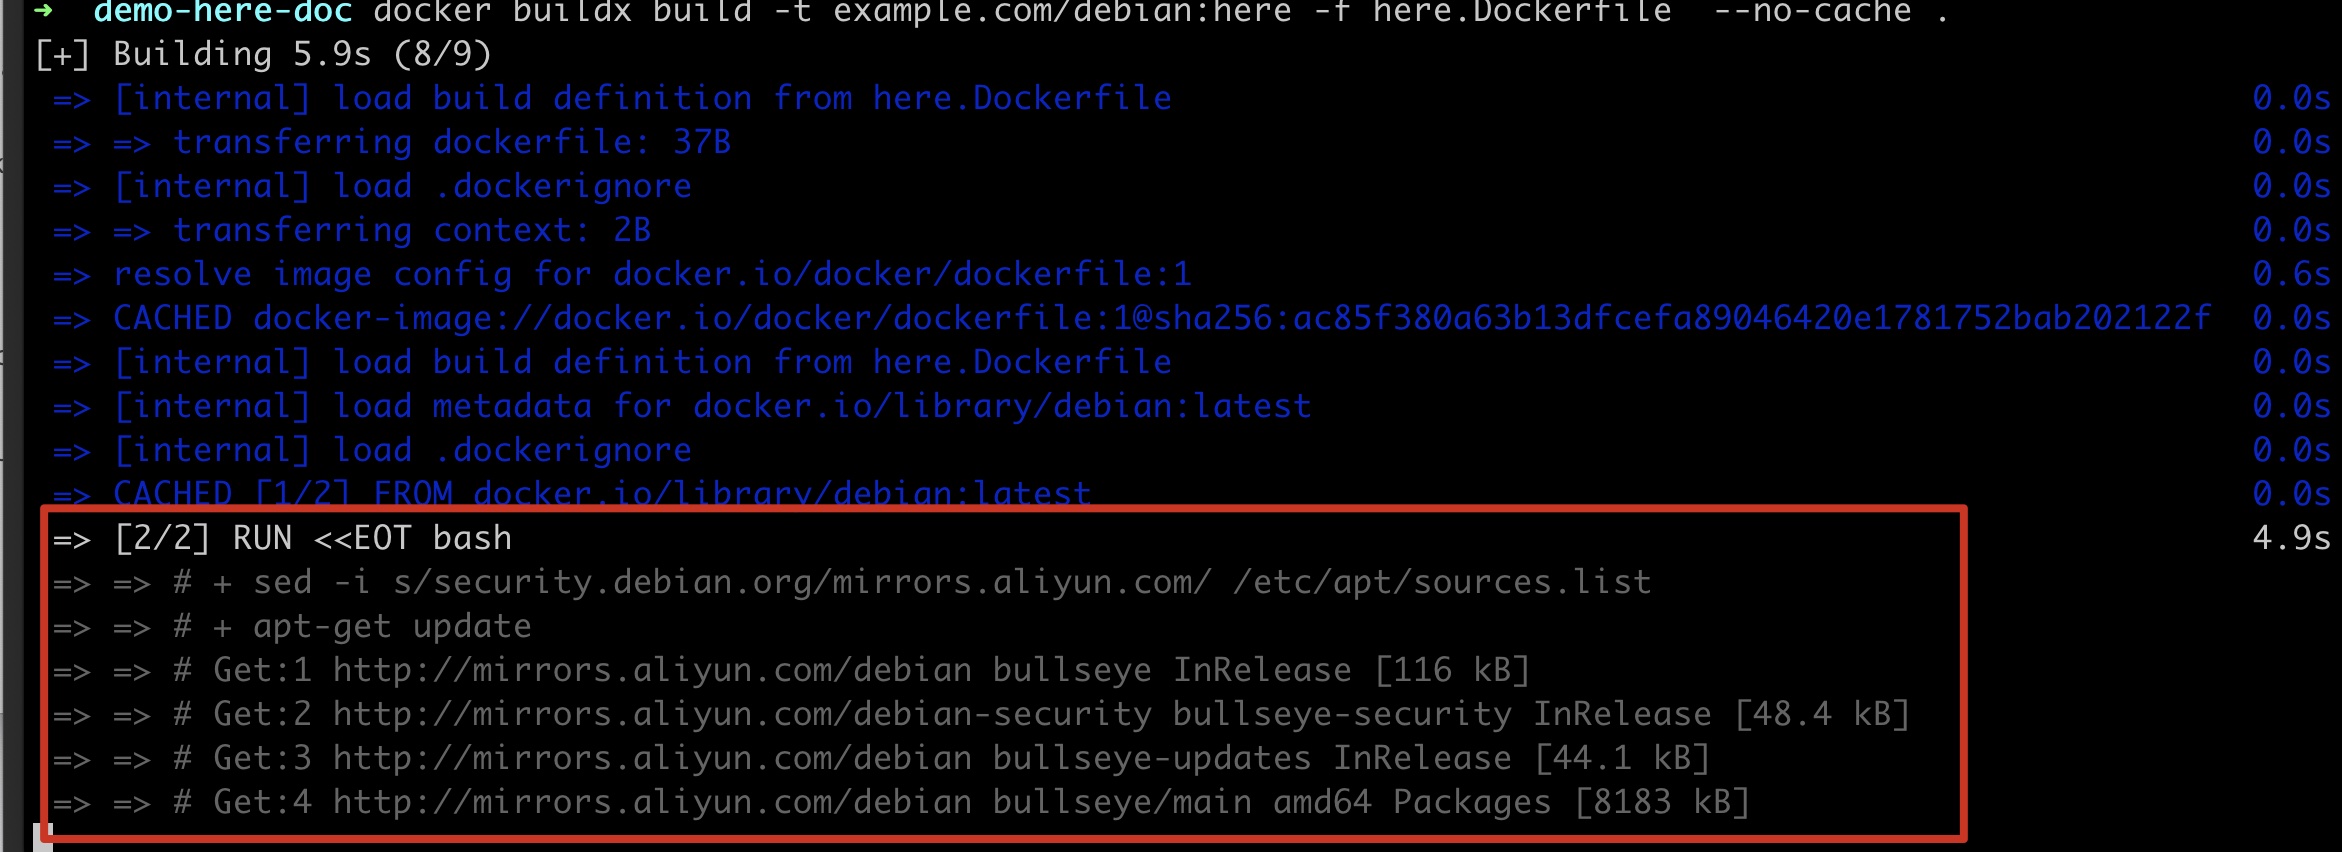 ➜ demo-here-doc docker buildx build -t example.com/debian:here -f here.Dockerfile --no-cache .
[+] Building 5.9s (8/9)
=> [internal] load build definition from here.Dockerfile 0.0s
=> => transferring dockerfile: 37B 0.0s
=> [internal] load .dockerignore 0.0s
=> => transferring context: 2B 0.0s
=> resolve image config for docker.io/docker/dockerfile:1 0.6s
=> CACHED docker-image://docker.io/docker/dockerfile:1@sha256:ac85f380a63b13dfcefa89046420e1781752bab202122f 0.0s
=> [internal] load build definition from here.Dockerfile 0.0s
=> [internal] load metadata for docker.io/library/debian:latest 0.0s
=> [internal] load .dockerignore 0.0s
=> CACHED [1/2] FROM docker.io/library/debian:latest 0.0s
=> [2/2] RUN <<EOT bash 4.9s
=> => # + sed -i s/security.debian.org/mirrors.aliyun.com/ /etc/apt/sources.list
=> => # + apt-get update
=> => # Get:1 http://mirrors.aliyun.com/debian bullseye InRelease [116 kB]
=> => # Get:2 http://mirrors.aliyun.com/debian-security bullseye-security InRelease [48.4 kB]
=> => # Get:3 http://mirrors.aliyun.com/debian bullseye-updates InRelease [44.1 kB]
=> => # Get:4 http://mirrors.aliyun.com/debian bullseye/main amd64 Packages [8183 kB]